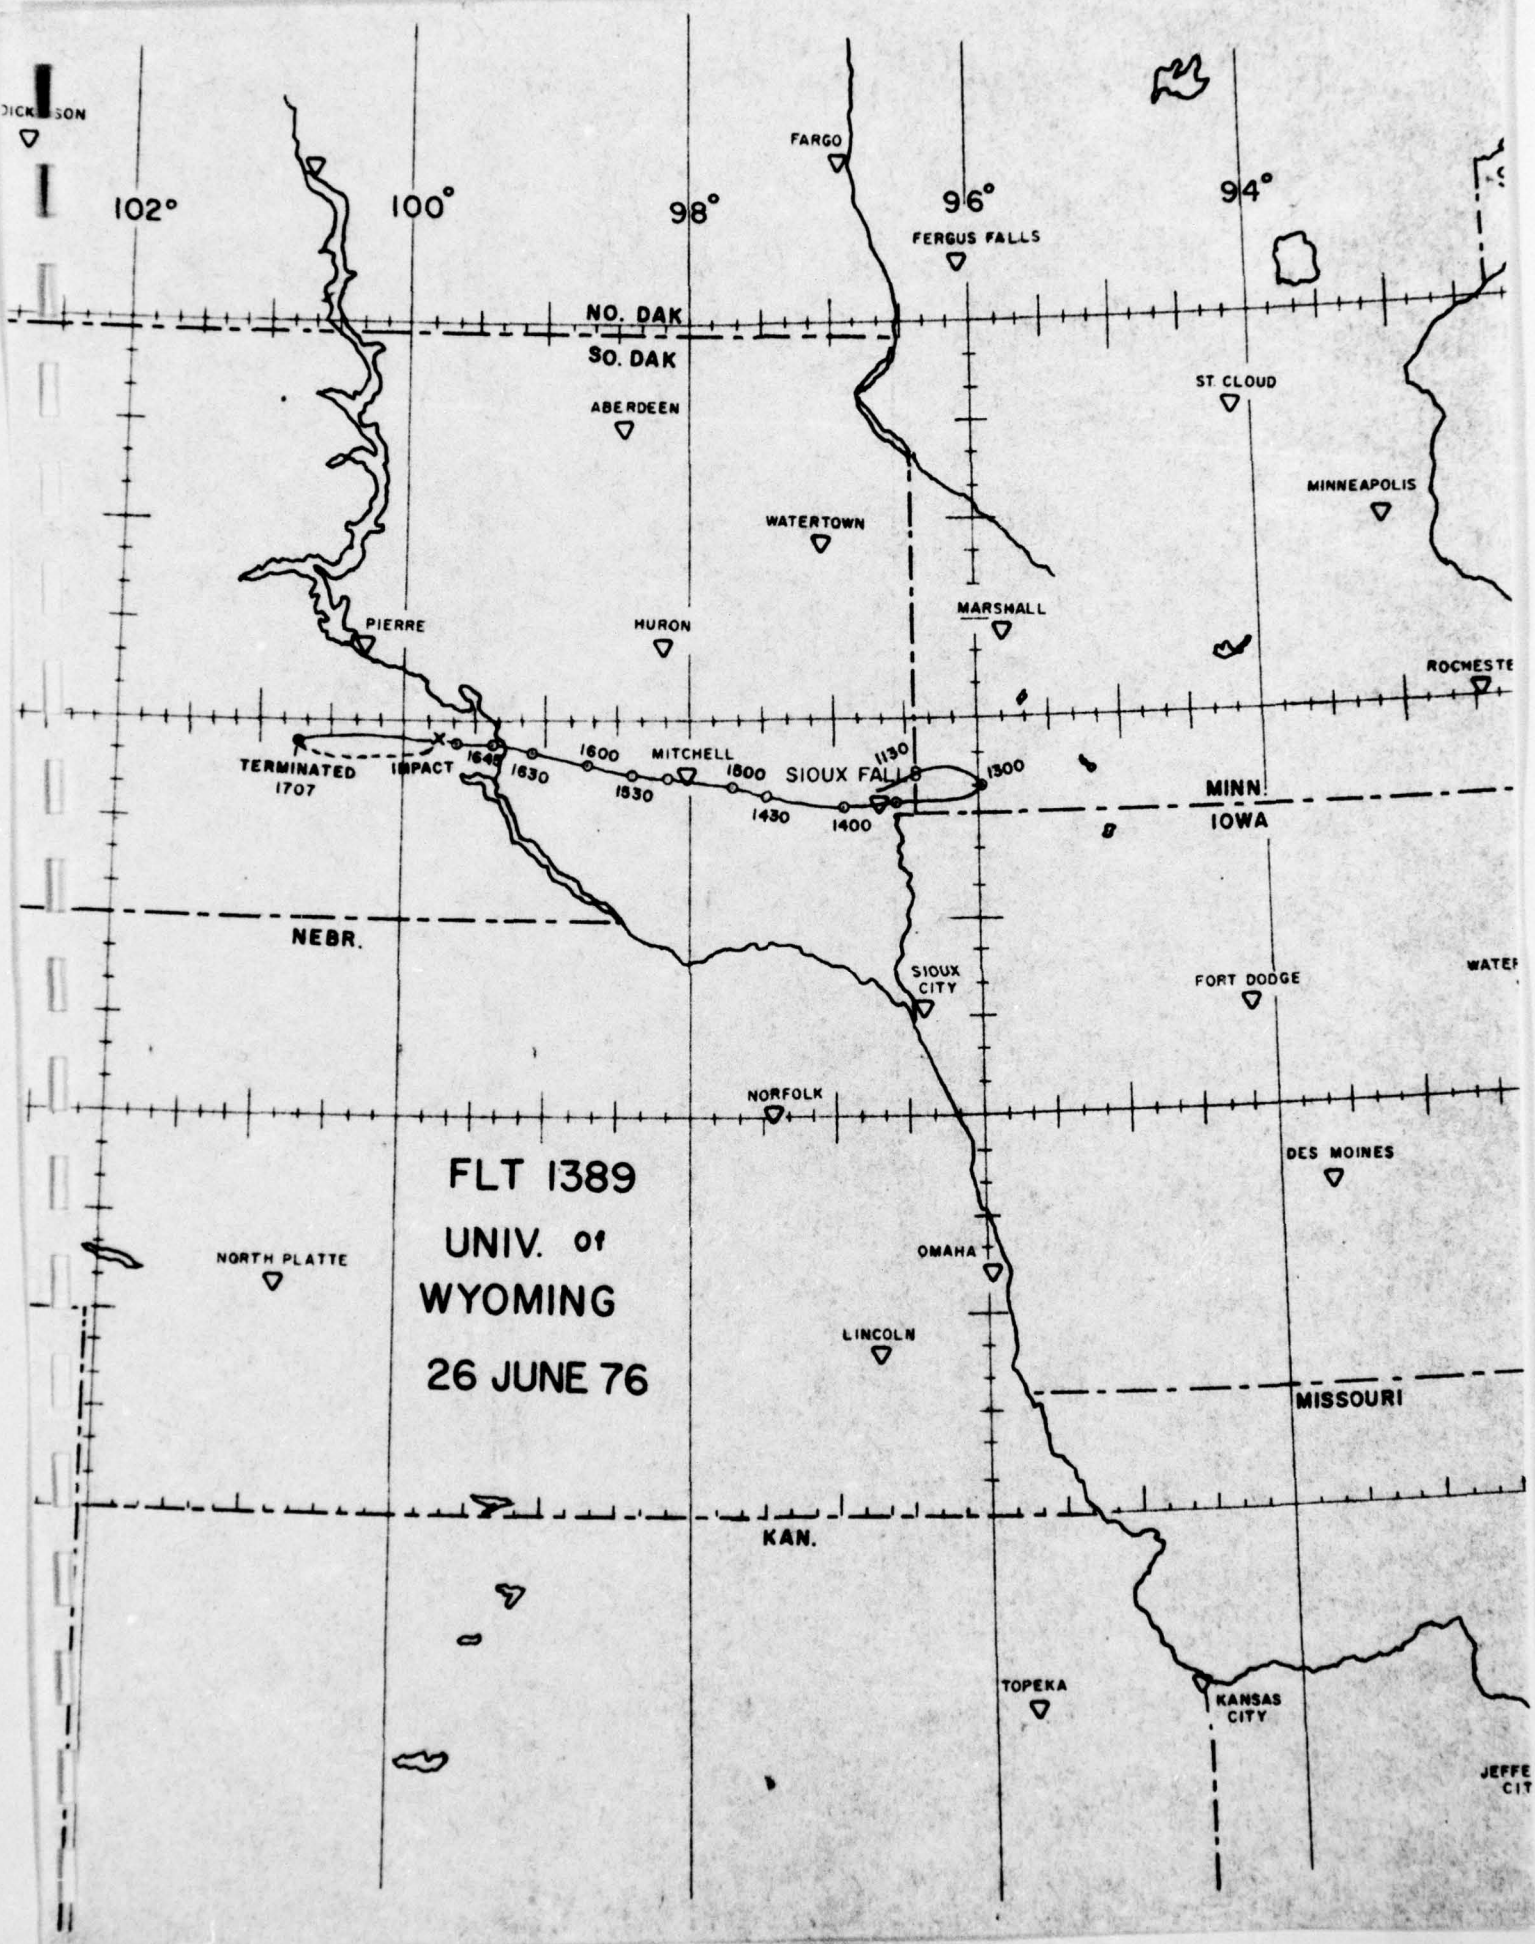 FARGO
102°
100°
98°
96°
94°
FERGUS FALLS
NO. DAK
SO. DAK
ST. CLOUD
ABERDEEN
MINNEAPOLIS
WATERTOWN
MARSHALL
PIERRE
HURON
ROCHESTE
1130
1600
MITCHELL
1645
1630
1500
SIOUX FALLS
1300
TERMINATED
1707
IMPACT
1530
1430
1400
MINN.
IOWA
NEBR.
SIOUX
CITY
FORT DODGE
WATER
NORFOLK
DES MOINES
FLT 1389
UNIV. of
WYOMING
26 JUNE 76
NORTH PLATTE
OMAHA
LINCOLN
MISSOURI
KAN.
TOPEKA
KANSAS
CITY
JEFFE
CIT